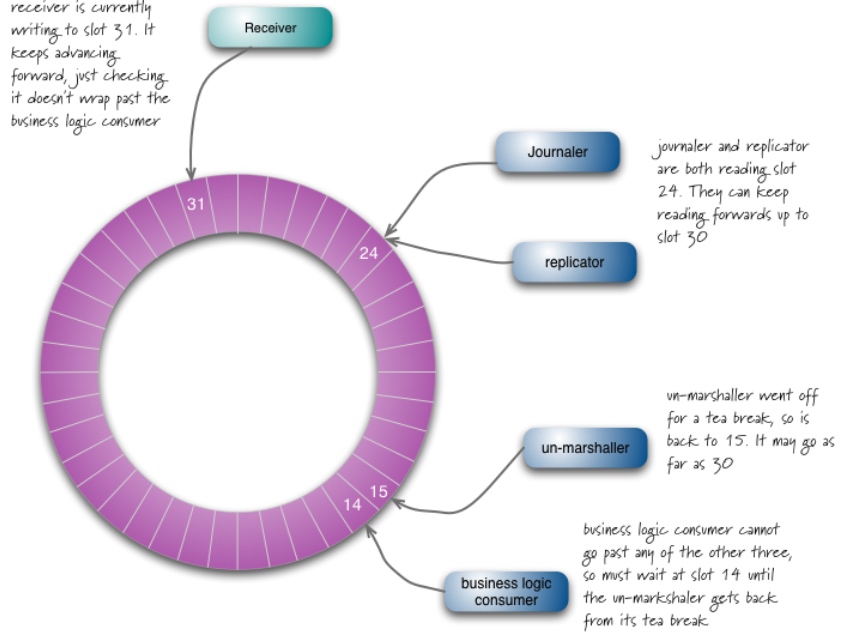 receiver is currently
writing to slot 31. It
keeps advancing
forward, just checking
it doesn't wrap past the
business logic consumer
Receiver
31
Journaler
journaler and replicator
are both reading slot
24. They can keep
reading forwards up to
slot 30
24
replicator
un-marshaller went off
for a tea break, so is
back to 15. It may go as
far as 30
un-marshaller
15
14
business logic consumer cannot
go past any of the other three,
so must wait at slot 14 until
the un-markshaler gets back
from its tea break
business logic
consumer